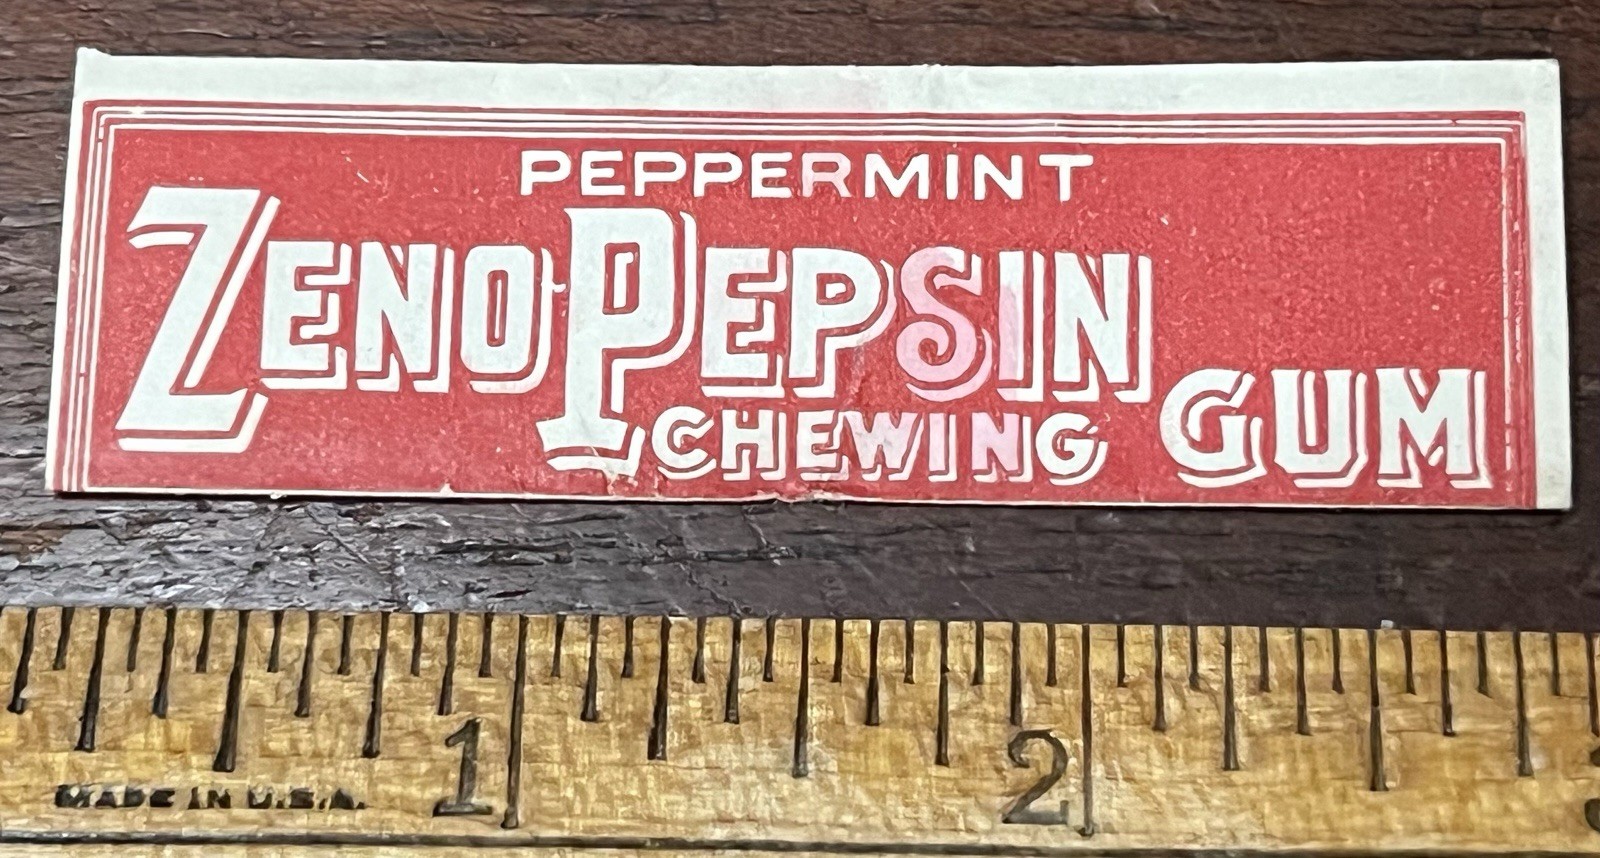 PEPPERMINT
ZENO PEPSIN
CHEWING GUM
1 2
MADE IN U.S.A.